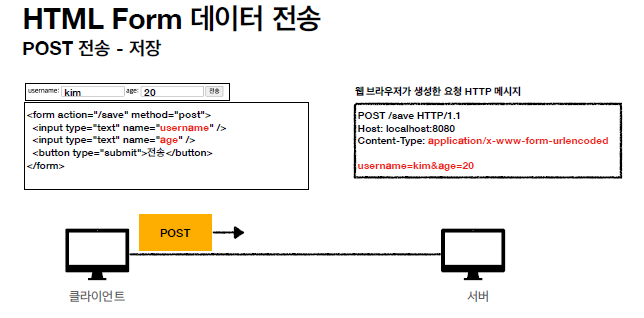 HTML Form 데이터 전송
POST 전송 - 저장
username: kim age: 20 전송
<form action="/save" method="post">
<input type="text" name="username" />
<input type="text" name="age" />
<button type="submit">전송</button>
</form>
웹 브라우저가 생성한 요청 HTTP 메시지
POST /save HTTP/1.1
Host: localhost:8080
Content-Type: application/x-www-form-urlencoded
username=kim&age=20
POST
클라이언트
서버